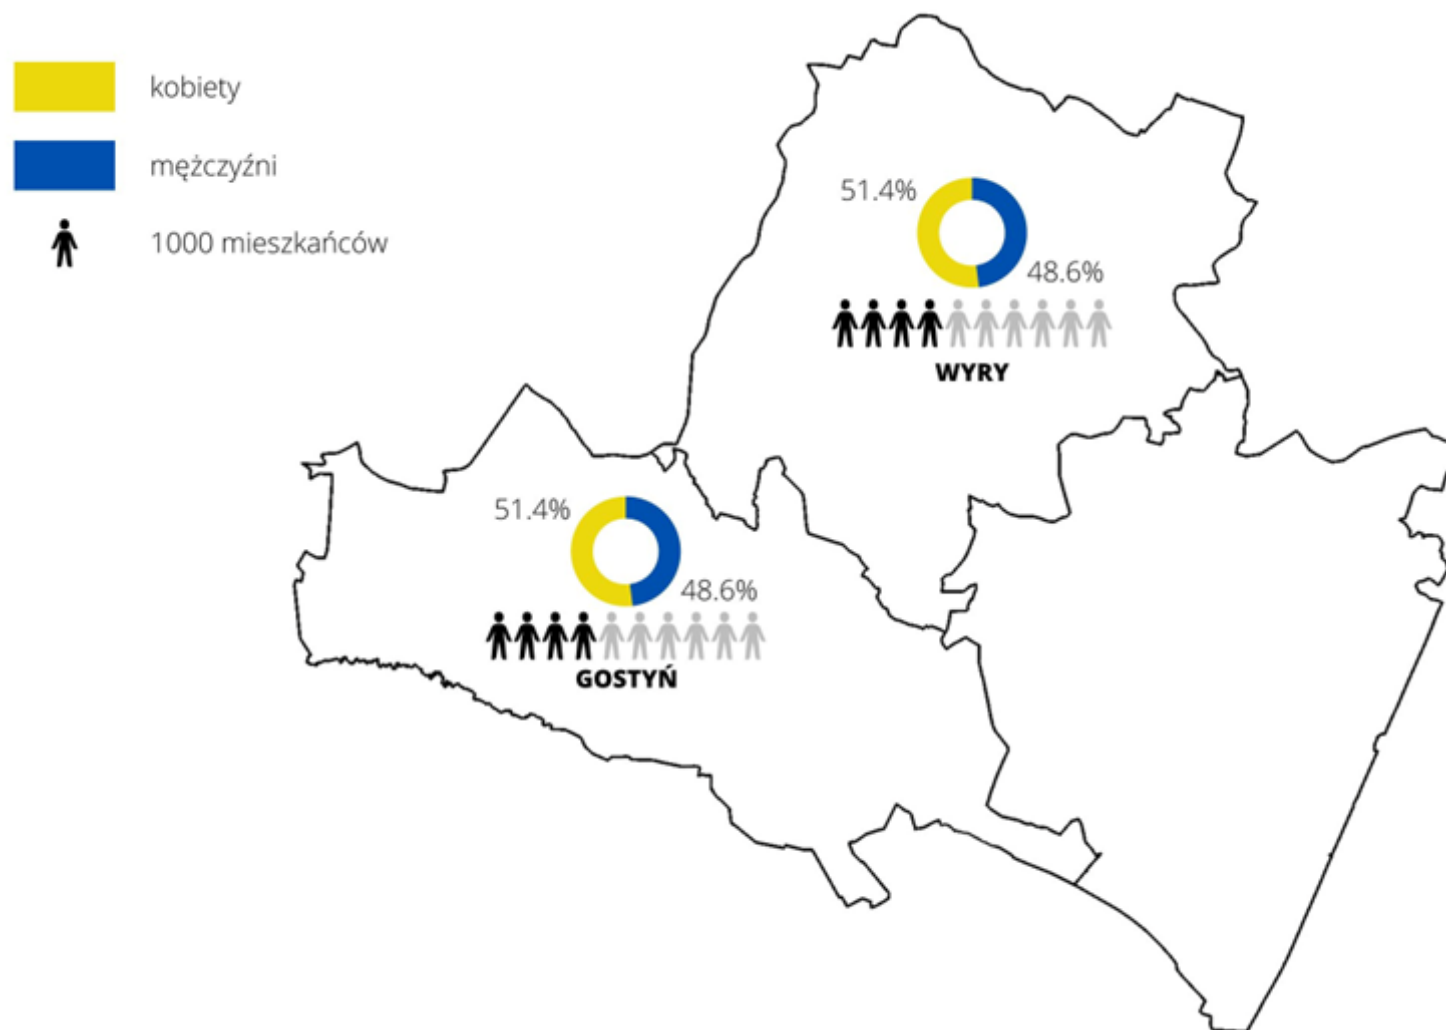 kobiety
mężczyźni
1000 mieszkańców
51.4%
48.6%
WYRY
51.4%
48.6%
GOSTYŃ